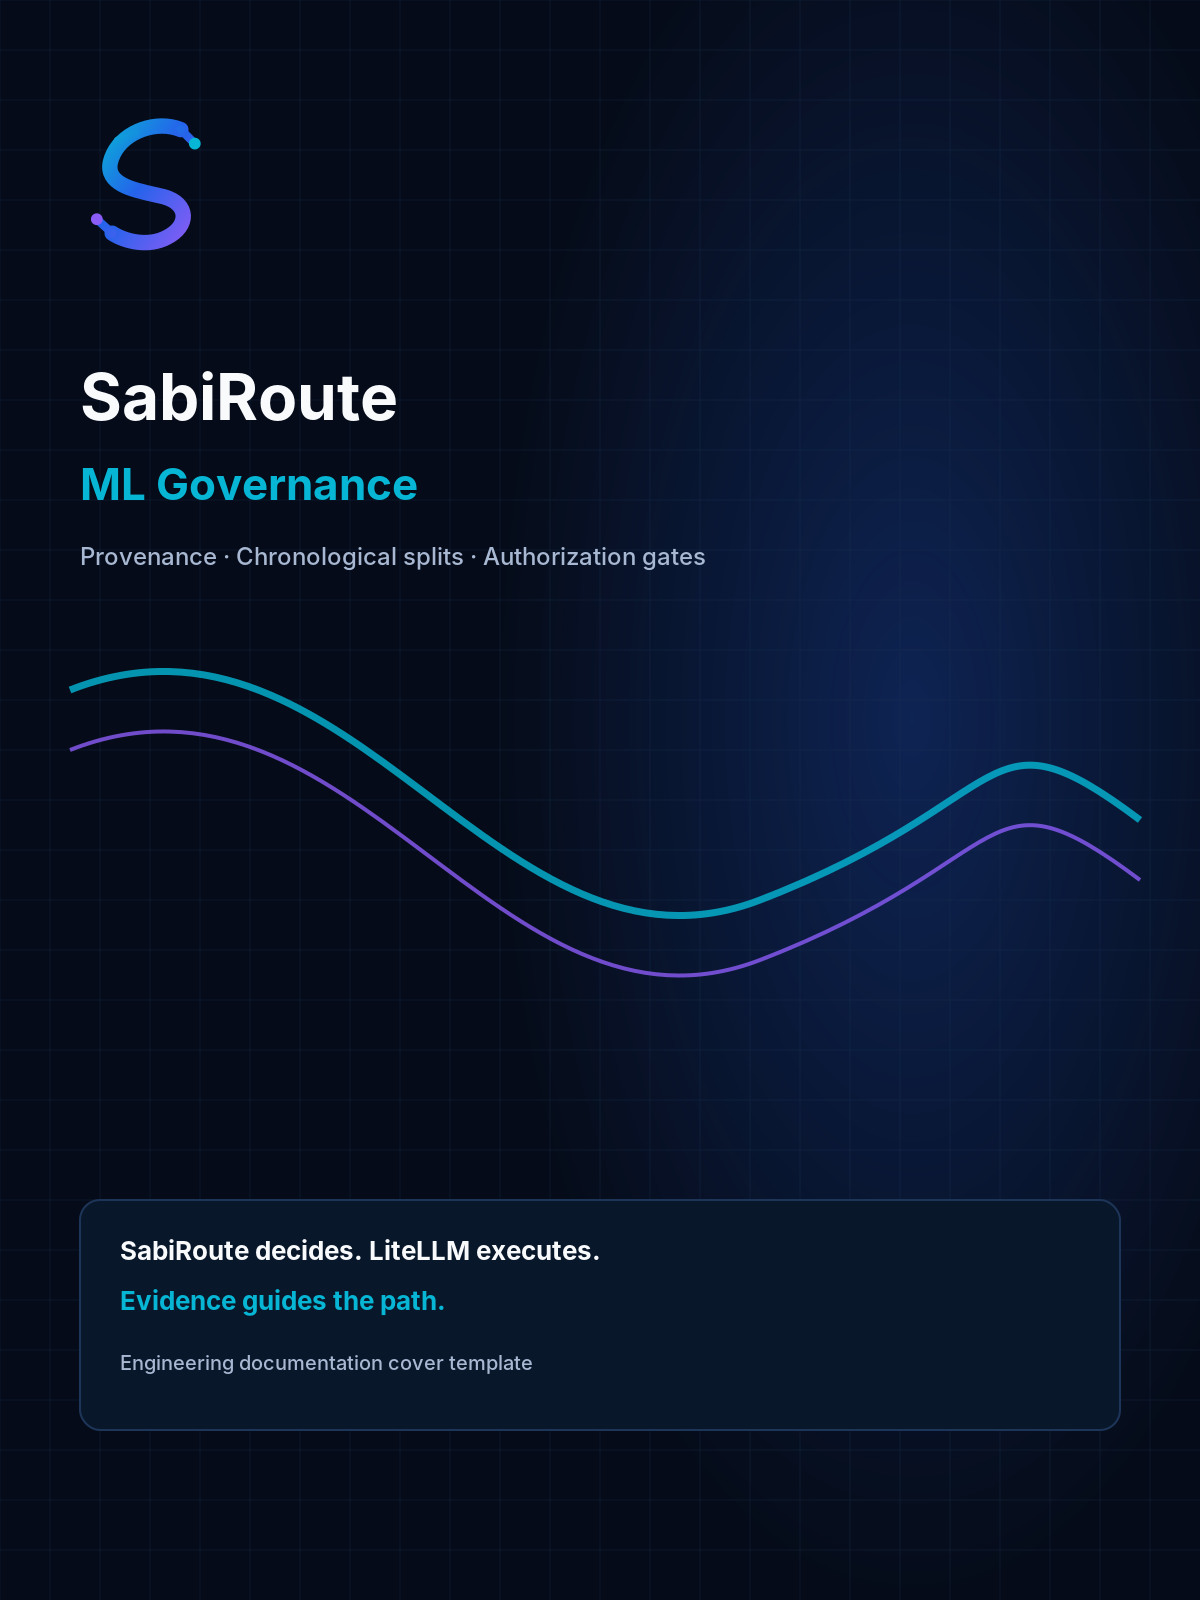 SabiRoute
ML Governance
Provenance · Chronological splits · Authorization gates
SabiRoute decides. LiteLLM executes.
Evidence guides the path.
Engineering documentation cover template